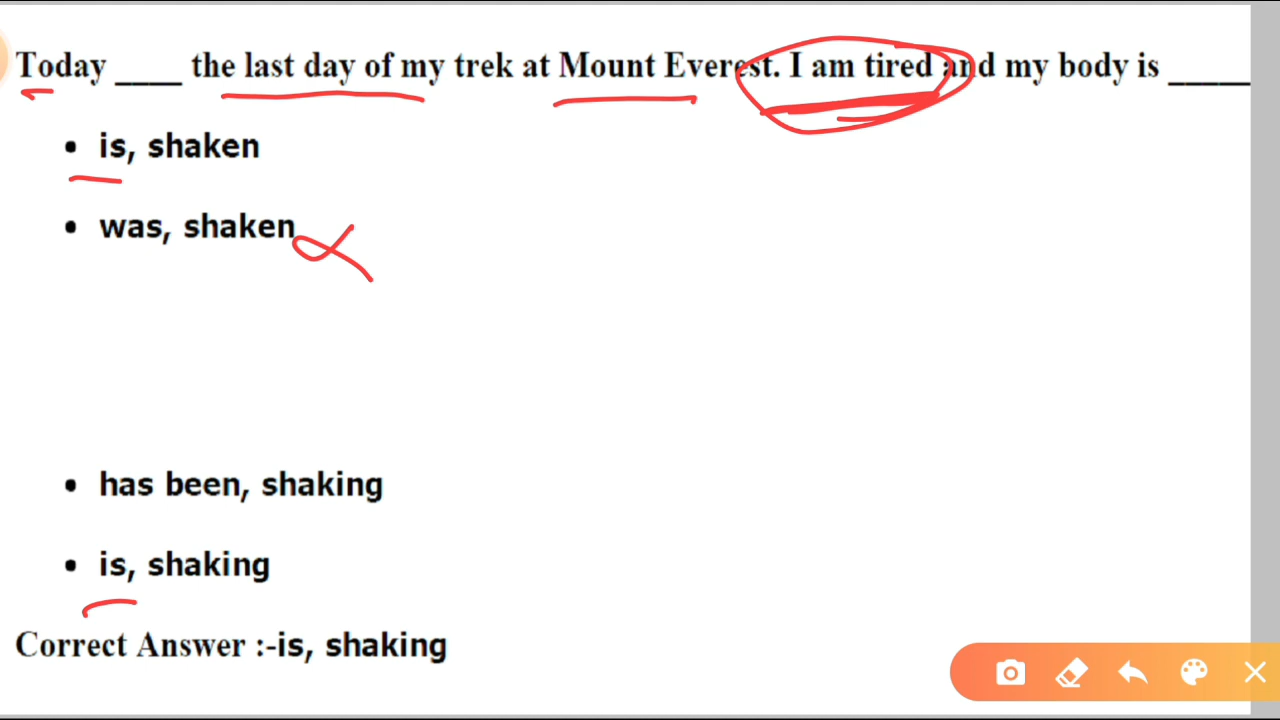 Today ____ the last day of my trek at Mount Everest. I am tired and my body is _____
• is, shaken
• was, shaken
• has been, shaking
• is, shaking
Correct Answer :-is, shaking